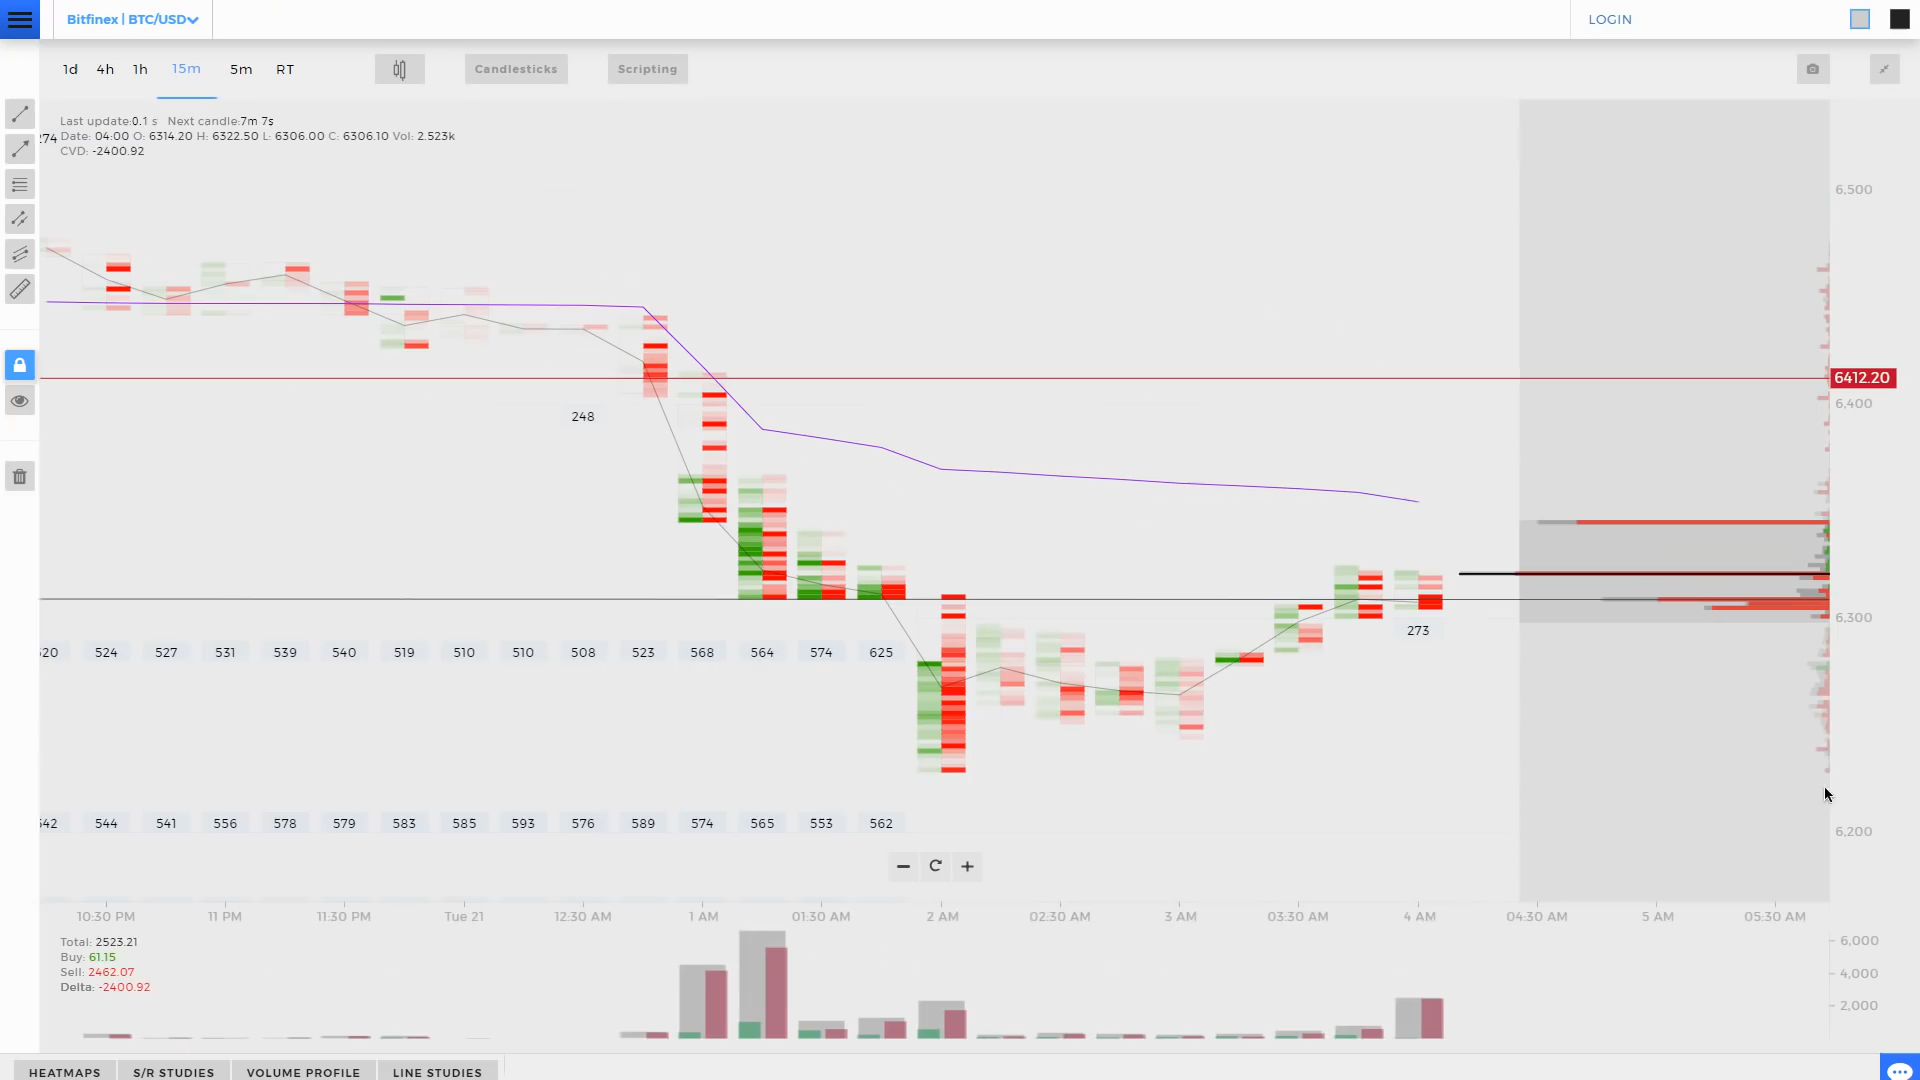 Bitfinex | BTC/USD
LOGIN
1d 4h 1h 15m 5m RT
Candlesticks
Scripting
Last update:0.1 s Next candle:7m 7s
Date: 04:00 O: 6314.20 H: 6322.50 L: 6306.00 C: 6306.10 Vol: 2.523k
CVD: -2400.92
274
6,500
6412.20
6,400
248
6,300
273
520 524 527 531 539 540 519 510 510 508 523 568 564 574 625
542 544 541 556 578 579 583 585 593 576 589 574 565 553 562
6,200
10:30 PM 11 PM 11:30 PM Tue 21 12:30 AM 1 AM 01:30 AM 2 AM 02:30 AM 3 AM 03:30 AM 4 AM 04:30 AM 5 AM 05:30 AM
Total: 2523.21
Buy: 61.15
Sell: 2462.07
Delta: -2400.92
6,000
4,000
2,000
HEATMAPS S/R STUDIES VOLUME PROFILE LINE STUDIES